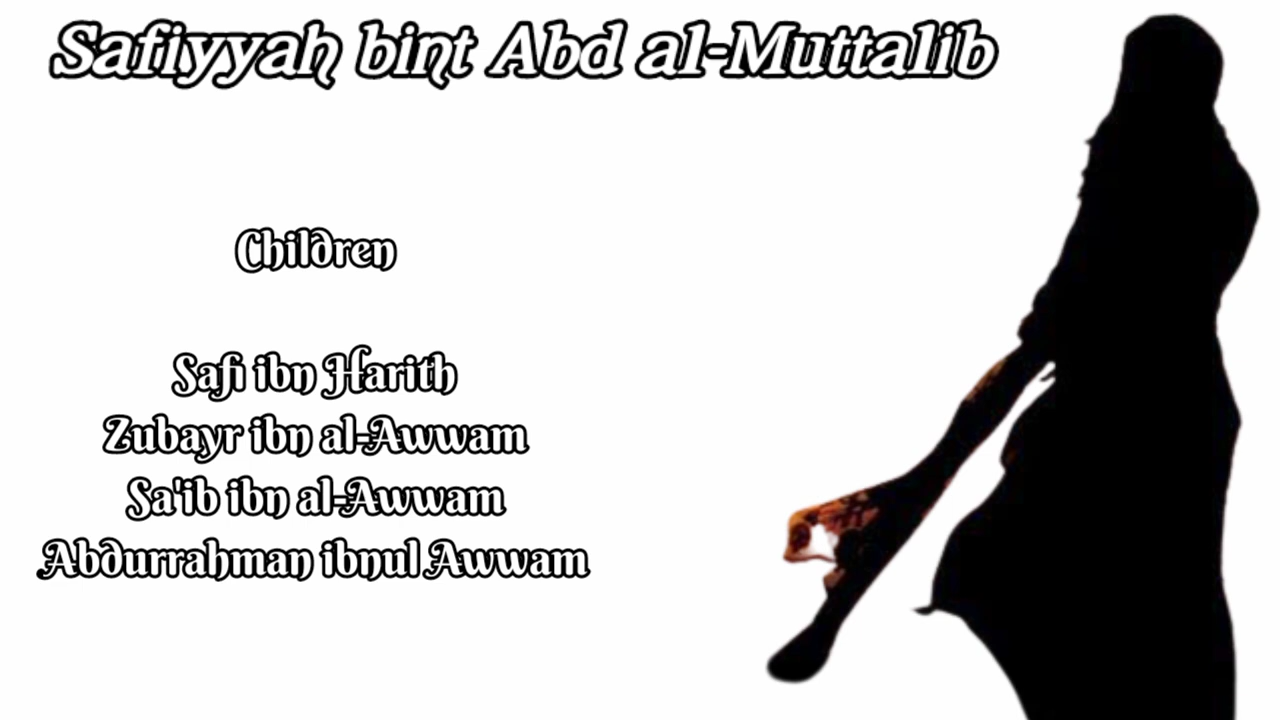 Safiyyah bint Abd al-Muttalib
Children
Safi ibn Harith
Zubayr ibn al-Awwam
Sa'ib ibn al-Awwam
Abdurrahman ibnul Awwam